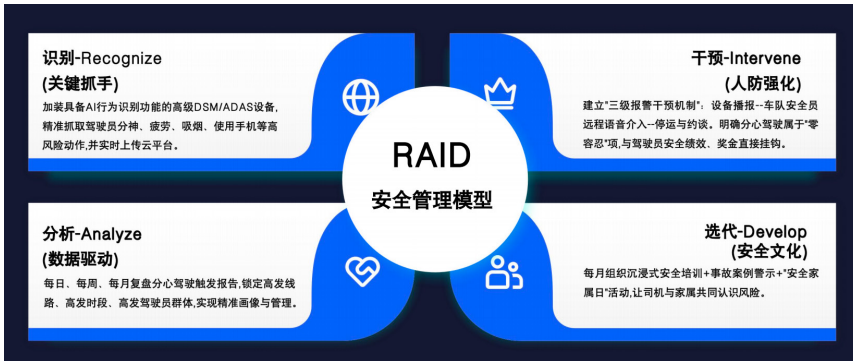 识别-Recognize
(关键抓手)
加装具备AI行为识别功能的高级DSM/ADAS设备,
精准抓取驾驶员分神、疲劳、吸烟、使用手机等高
风险动作,并实时上传云平台。
干预-Intervene
(人防强化)
建立"三级报警干预机制"：设备播报--车队安全员
远程语音介入--停运与约谈。明确分心驾驶属于"零
容忍"项,与驾驶员安全绩效、奖金直接挂钩。
RAID
安全管理模型
分析-Analyze
(数据驱动)
每日、每周、每月复盘分心驾驶触发报告,锁定高发线
路、高发时段、高发驾驶员群体,实现精准画像与管理。
选代-Develop
(安全文化)
每月组织沉浸式安全培训+事故案例警示+"安全家
属日"活动,让司机与家属共同认识风险。